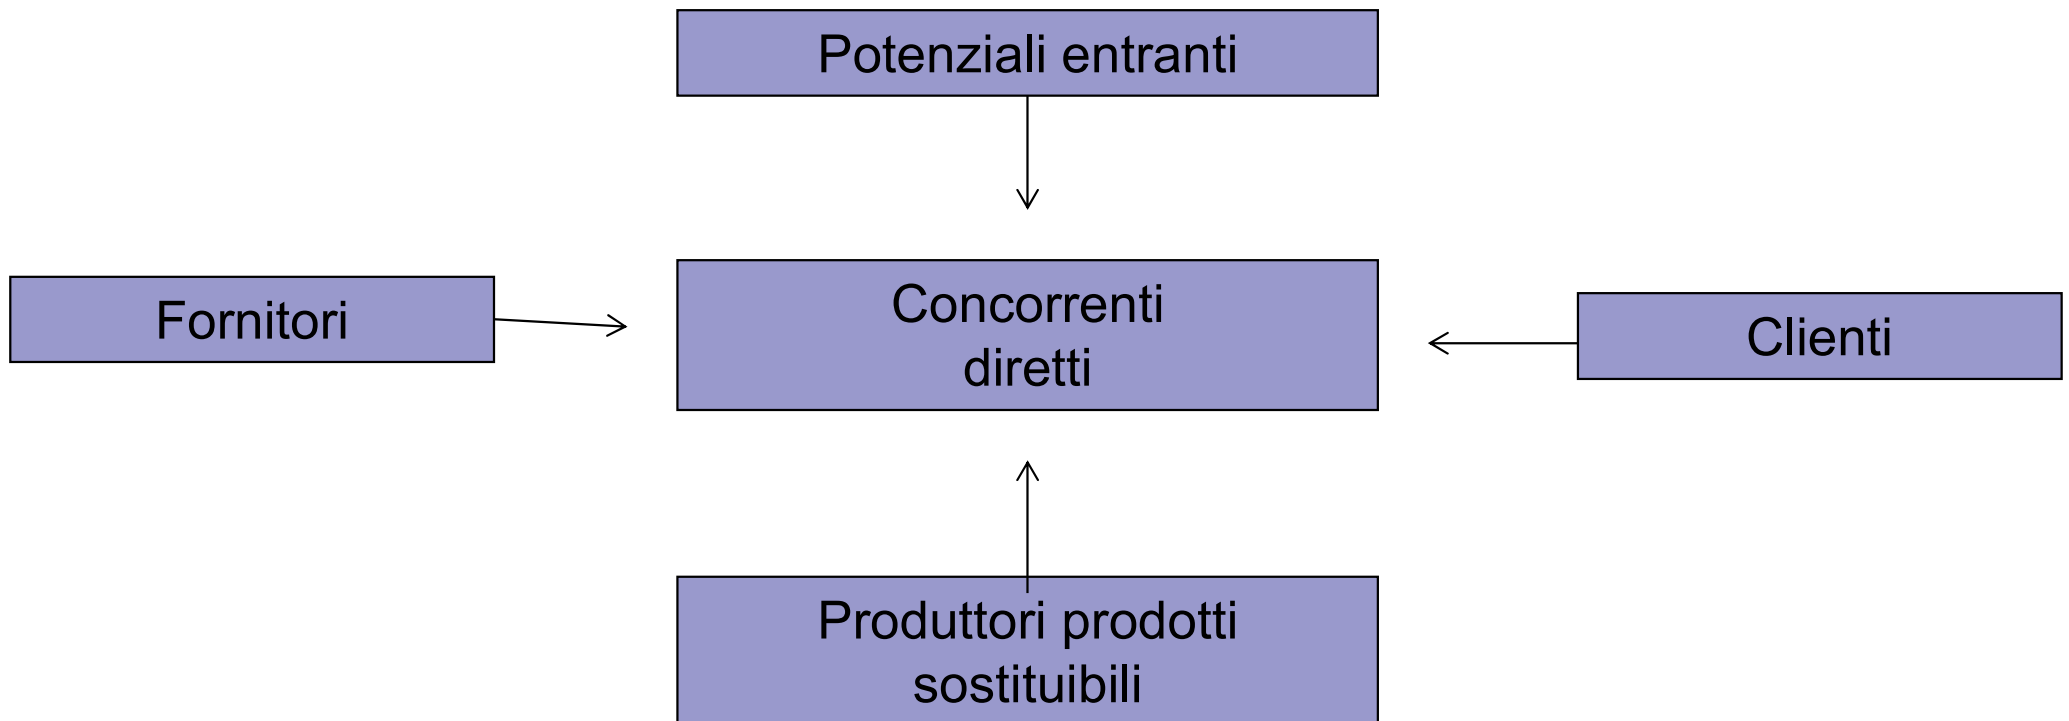 Potenziali entranti
Fornitori
Concorrenti
diretti
Clienti
Produttori prodotti
sostituibili